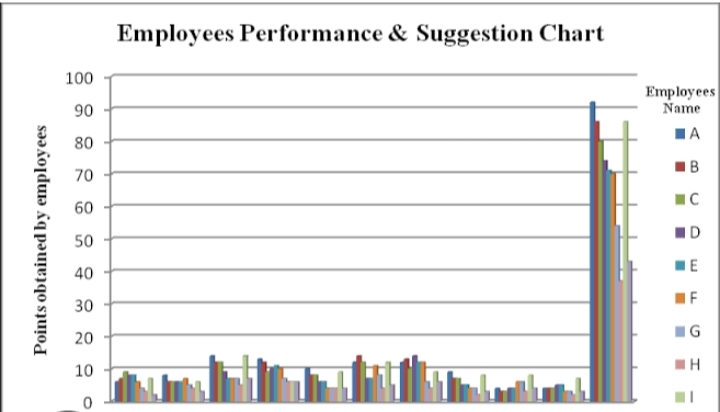 Employees Performance & Suggestion Chart
Points obtained by employees
100
90
80
70
60
50
40
30
20
10
0
Employees
Name
A
B
C
D
E
F
G
H
I